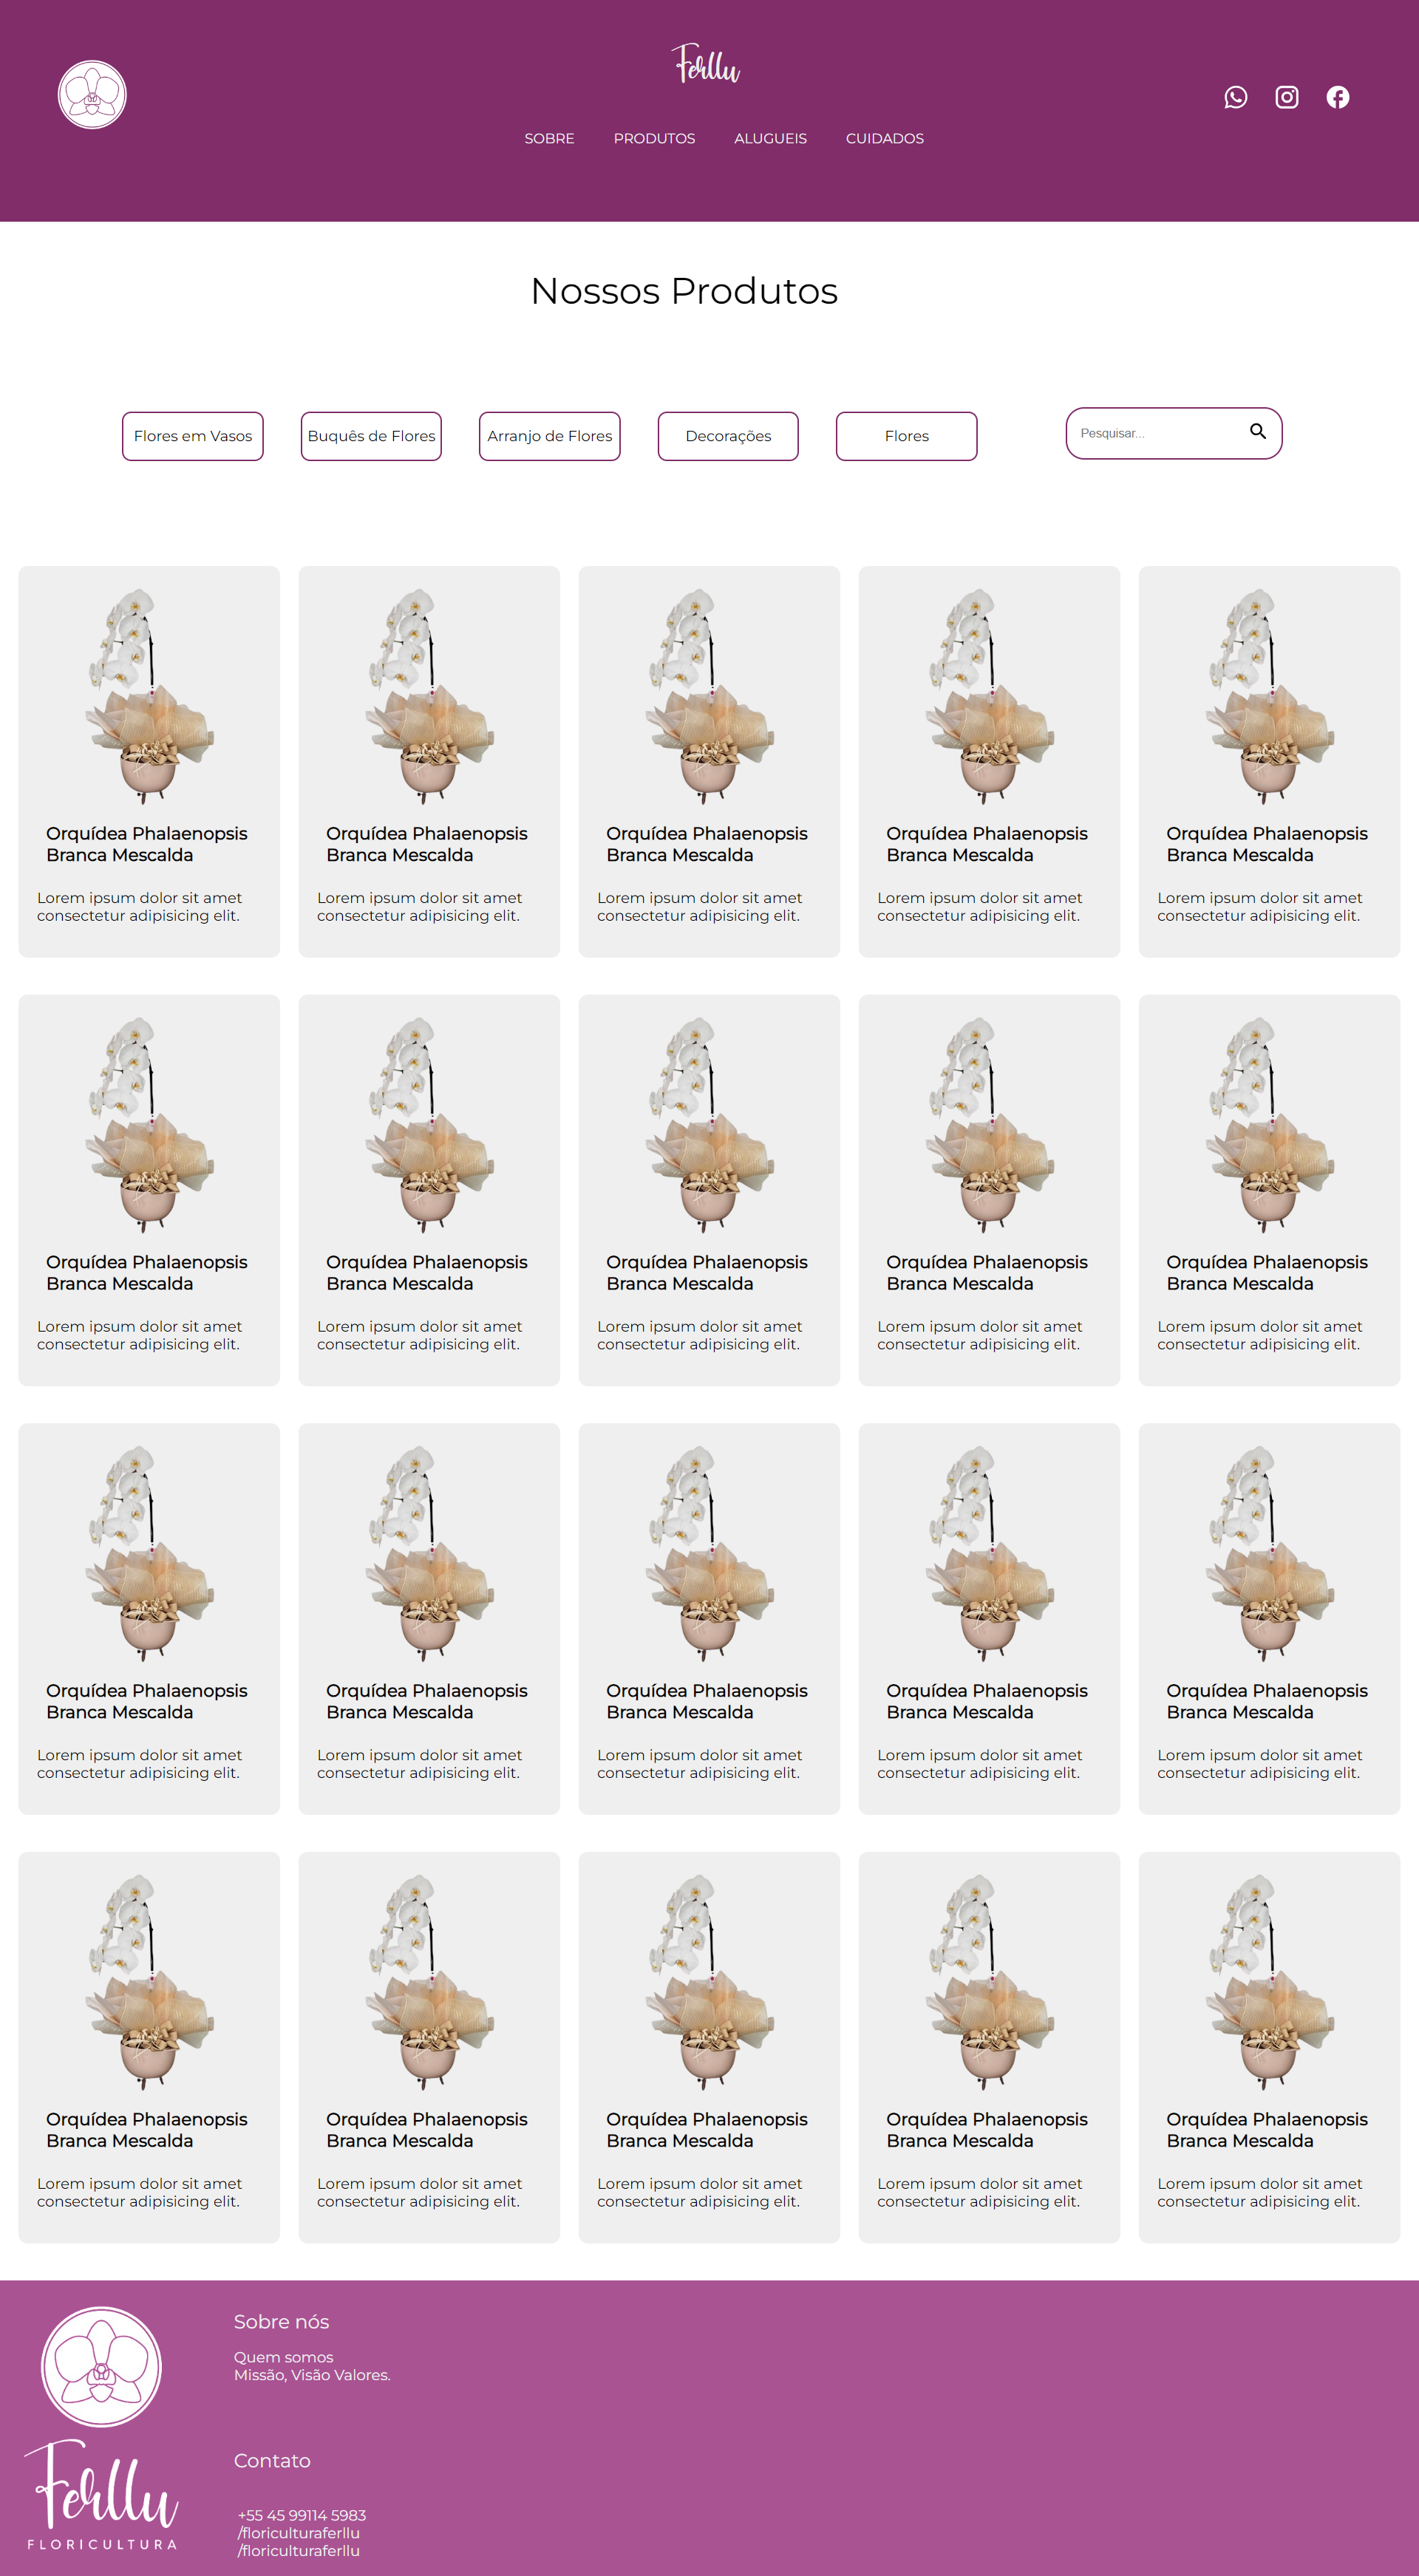 Ferllu
SOBRE PRODUTOS ALUGUEIS CUIDADOS
Nossos Produtos
Flores em Vasos Buquês de Flores Arranjo de Flores Decorações Flores Pesquisar...
Orquídea Phalaenopsis Orquídea Phalaenopsis Orquídea Phalaenopsis Orquídea Phalaenopsis Orquídea Phalaenopsis
Branca Mescalda Branca Mescalda Branca Mescalda Branca Mescalda Branca Mescalda
Lorem ipsum dolor sit amet Lorem ipsum dolor sit amet Lorem ipsum dolor sit amet Lorem ipsum dolor sit amet Lorem ipsum dolor sit amet
consectetur adipisicing elit. consectetur adipisicing elit. consectetur adipisicing elit. consectetur adipisicing elit. consectetur adipisicing elit.
Orquídea Phalaenopsis Orquídea Phalaenopsis Orquídea Phalaenopsis Orquídea Phalaenopsis Orquídea Phalaenopsis
Branca Mescalda Branca Mescalda Branca Mescalda Branca Mescalda Branca Mescalda
Lorem ipsum dolor sit amet Lorem ipsum dolor sit amet Lorem ipsum dolor sit amet Lorem ipsum dolor sit amet Lorem ipsum dolor sit amet
consectetur adipisicing elit. consectetur adipisicing elit. consectetur adipisicing elit. consectetur adipisicing elit. consectetur adipisicing elit.
Orquídea Phalaenopsis Orquídea Phalaenopsis Orquídea Phalaenopsis Orquídea Phalaenopsis Orquídea Phalaenopsis
Branca Mescalda Branca Mescalda Branca Mescalda Branca Mescalda Branca Mescalda
Lorem ipsum dolor sit amet Lorem ipsum dolor sit amet Lorem ipsum dolor sit amet Lorem ipsum dolor sit amet Lorem ipsum dolor sit amet
consectetur adipisicing elit. consectetur adipisicing elit. consectetur adipisicing elit. consectetur adipisicing elit. consectetur adipisicing elit.
Orquídea Phalaenopsis Orquídea Phalaenopsis Orquídea Phalaenopsis Orquídea Phalaenopsis Orquídea Phalaenopsis
Branca Mescalda Branca Mescalda Branca Mescalda Branca Mescalda Branca Mescalda
Lorem ipsum dolor sit amet Lorem ipsum dolor sit amet Lorem ipsum dolor sit amet Lorem ipsum dolor sit amet Lorem ipsum dolor sit amet
consectetur adipisicing elit. consectetur adipisicing elit. consectetur adipisicing elit. consectetur adipisicing elit. consectetur adipisicing elit.
Ferllu
FLORICULTURA
Sobre nós
Quem somos
Missão, Visão Valores.
Contato
+55 45 99114 5983
/floriculturaferllu
/floriculturaferllu